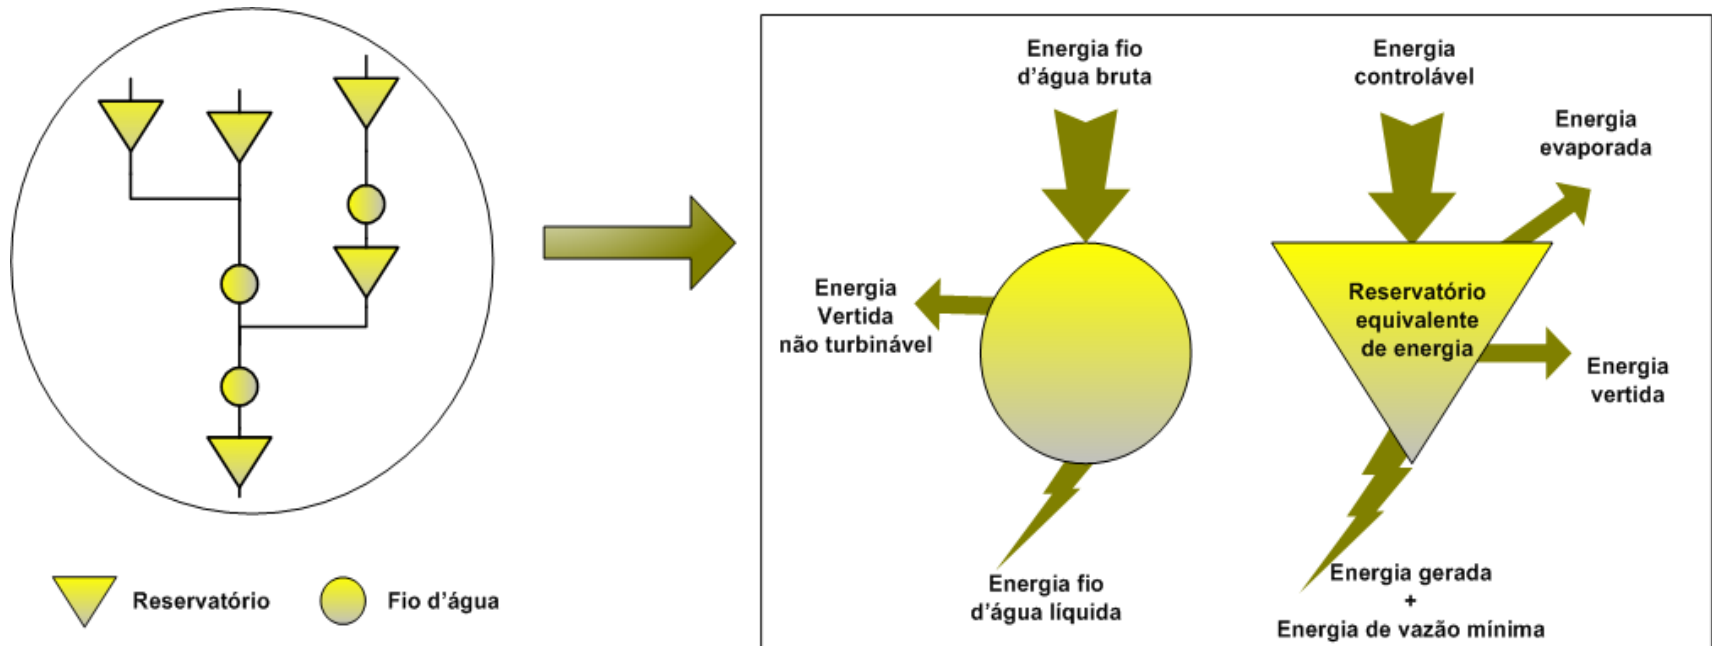 Reservatório
Fio d'água
Energia fio
d'água bruta
Energia
Vertida
não turbinável
Energia fio
d'água líquida
Energia
controlável
Energia
evaporada
Reservatório
equivalente
de energia
Energia
vertida
Energia gerada
+
Energia de vazão mínima